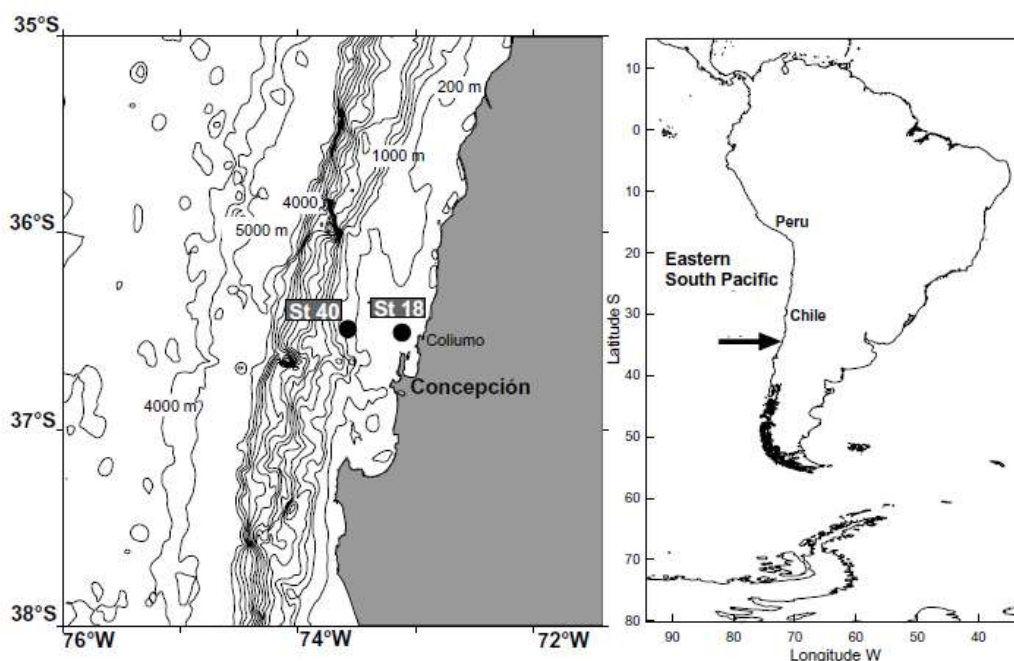 35°S
36°S
37°S
38°S
76°W
74°W
72°W
200 m
1000 m
4000
5000 m
St 40
St 18
Coliumo
Concepción
4000 m
10
0
10
20
30
40
50
60
70
80
Latitude S
Peru
Eastern
South Pacific
Chile
90
80
70
60
50
40
Longitude W